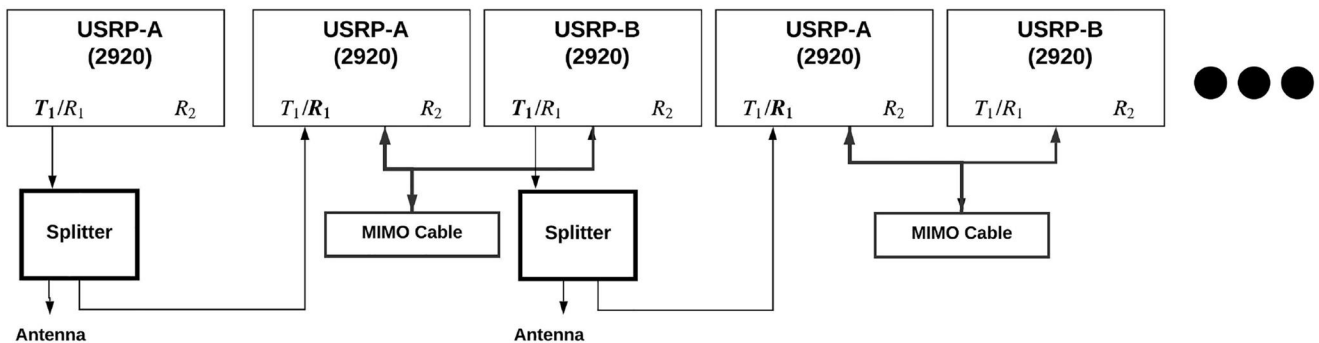 USRP-A
(2920)
T₁/R₁ R₂
USRP-A
(2920)
T₁/R₁ R₂
USRP-B
(2920)
T₁/R₁ R₂
USRP-A
(2920)
T₁/R₁ R₂
USRP-B
(2920)
T₁/R₁ R₂
Splitter
MIMO Cable
Splitter
MIMO Cable
Antenna
Antenna